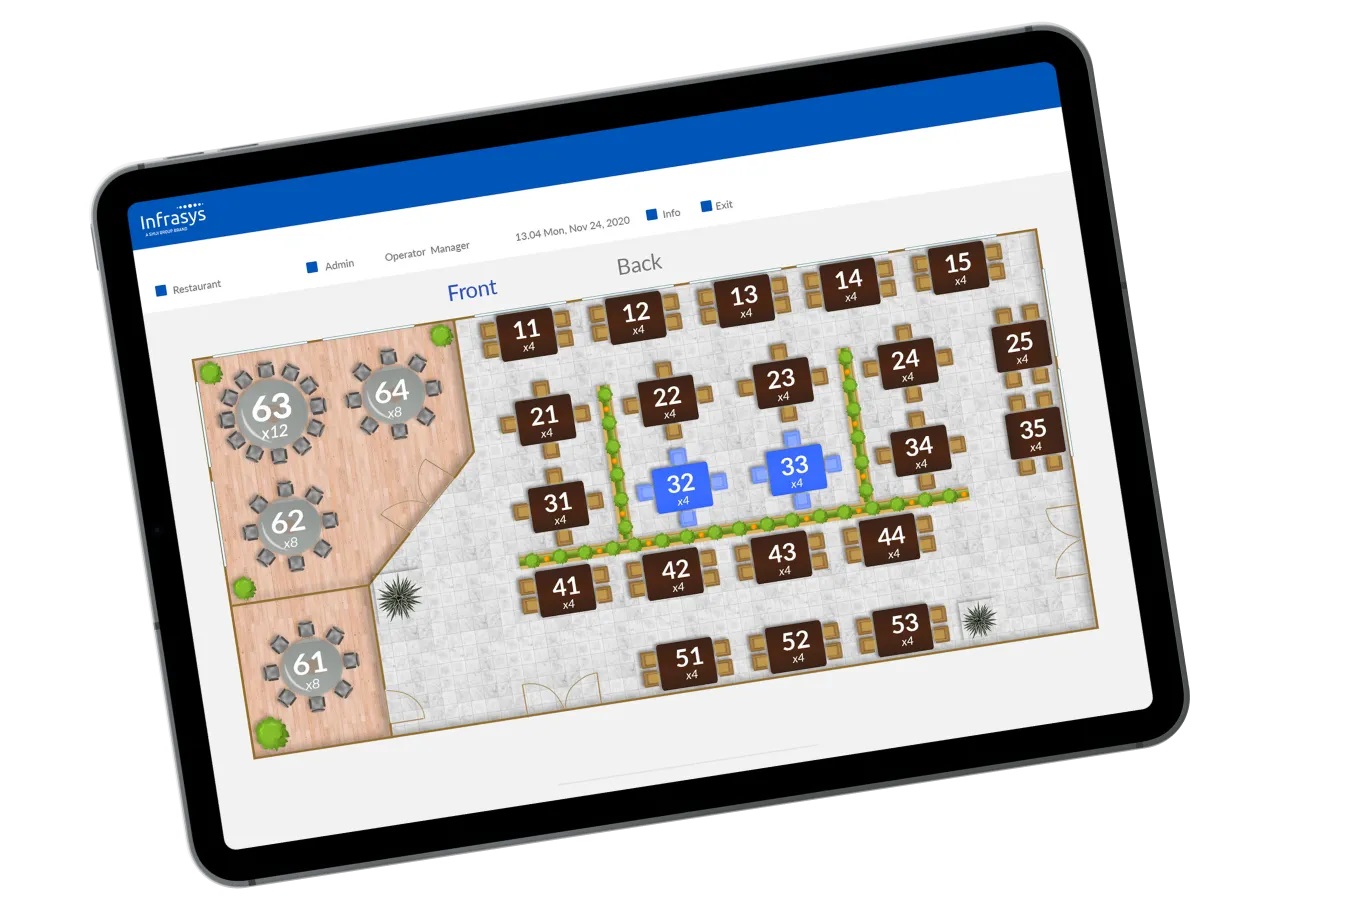 Infrasys
A SHIJI GROUP BRAND
Restaurant
Admin
Operator Manager
13.04 Mon, Nov 24, 2020
Info
Exit
Front
Back
11
x4
12
x4
13
x4
14
x4
15
x4
63
x12
64
x8
21
x4
22
x4
23
x4
24
x4
25
x4
62
x8
31
x4
32
x4
33
x4
34
x4
35
x4
41
x4
42
x4
43
x4
44
x4
61
x8
51
x4
52
x4
53
x4